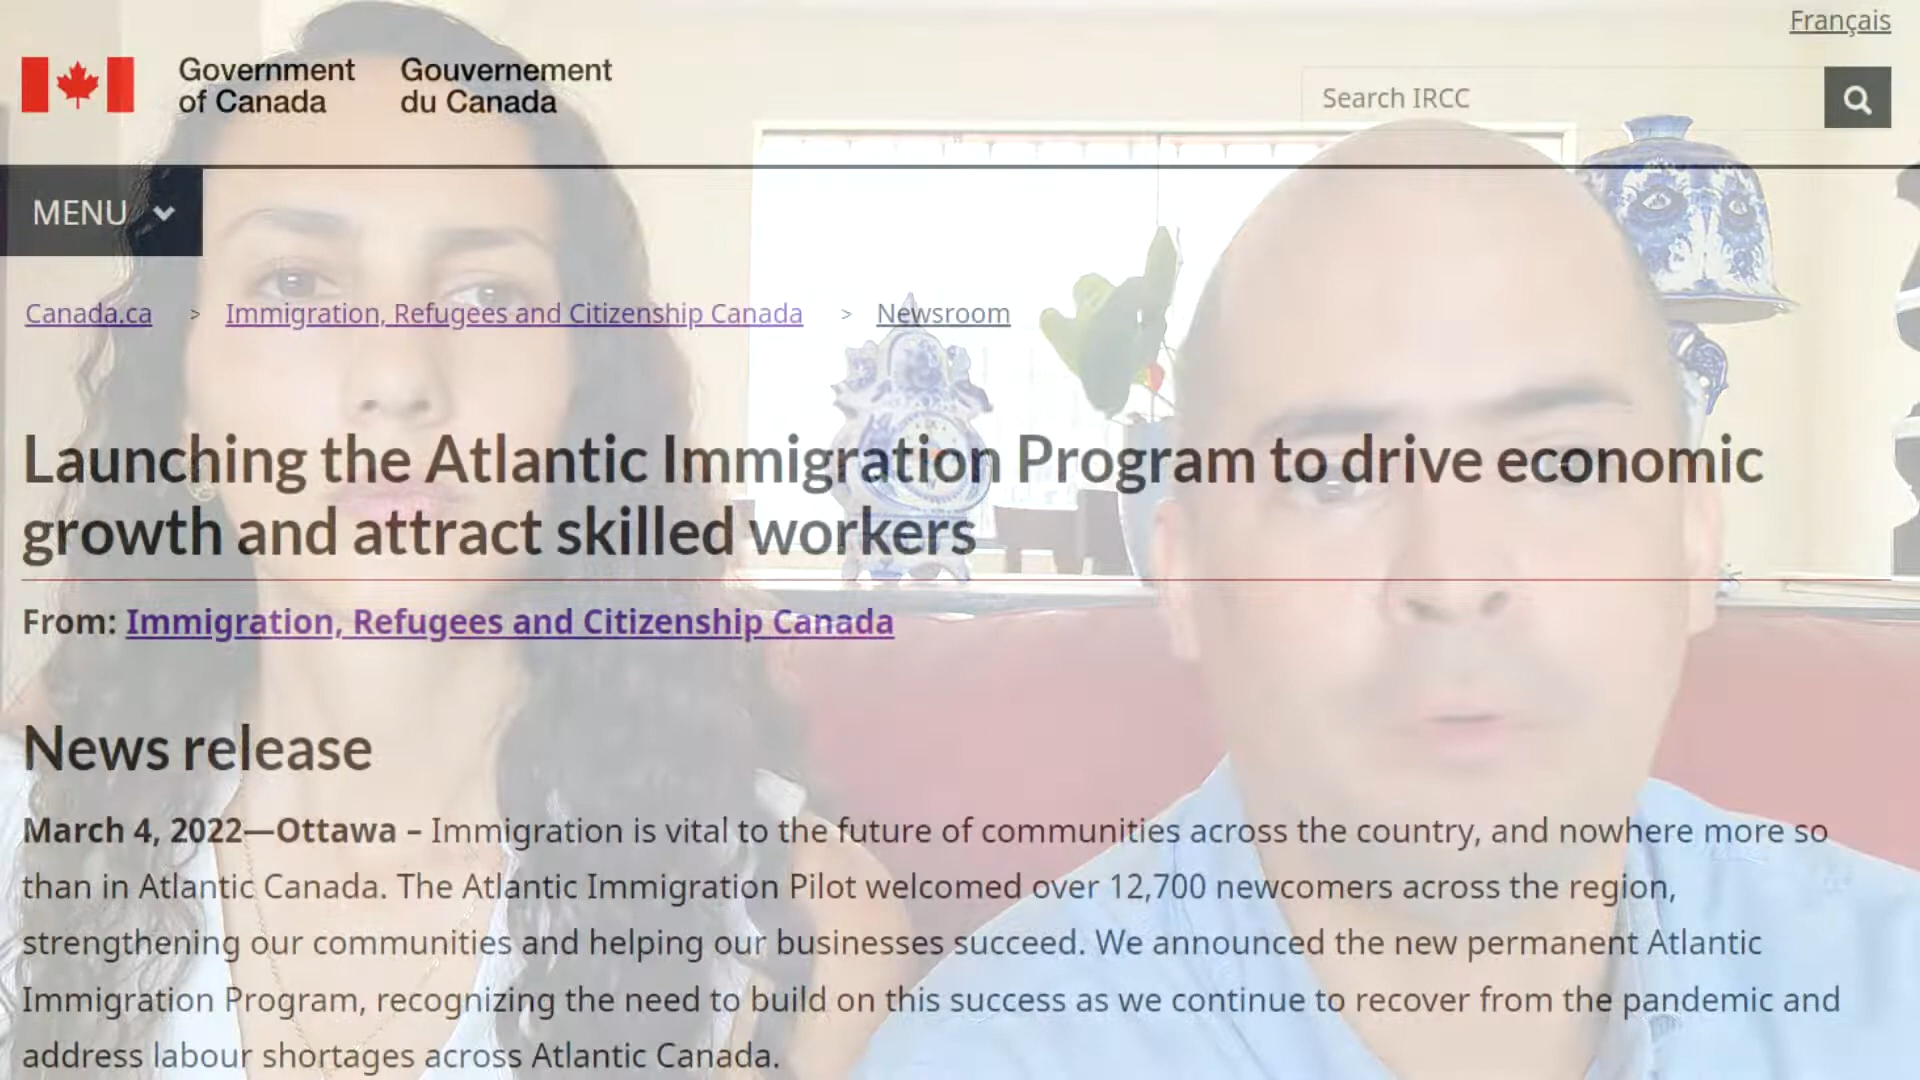 Français
Government
of Canada
Gouvernement
du Canada
Search IRCC
MENU
Canada.ca > Immigration, Refugees and Citizenship Canada > Newsroom
Launching the Atlantic Immigration Program to drive economic
growth and attract skilled workers
From: Immigration, Refugees and Citizenship Canada
News release
March 4, 2022—Ottawa – Immigration is vital to the future of communities across the country, and nowhere more so
than in Atlantic Canada. The Atlantic Immigration Pilot welcomed over 12,700 newcomers across the region,
strengthening our communities and helping our businesses succeed. We announced the new permanent Atlantic
Immigration Program, recognizing the need to build on this success as we continue to recover from the pandemic and
address labour shortages across Atlantic Canada.